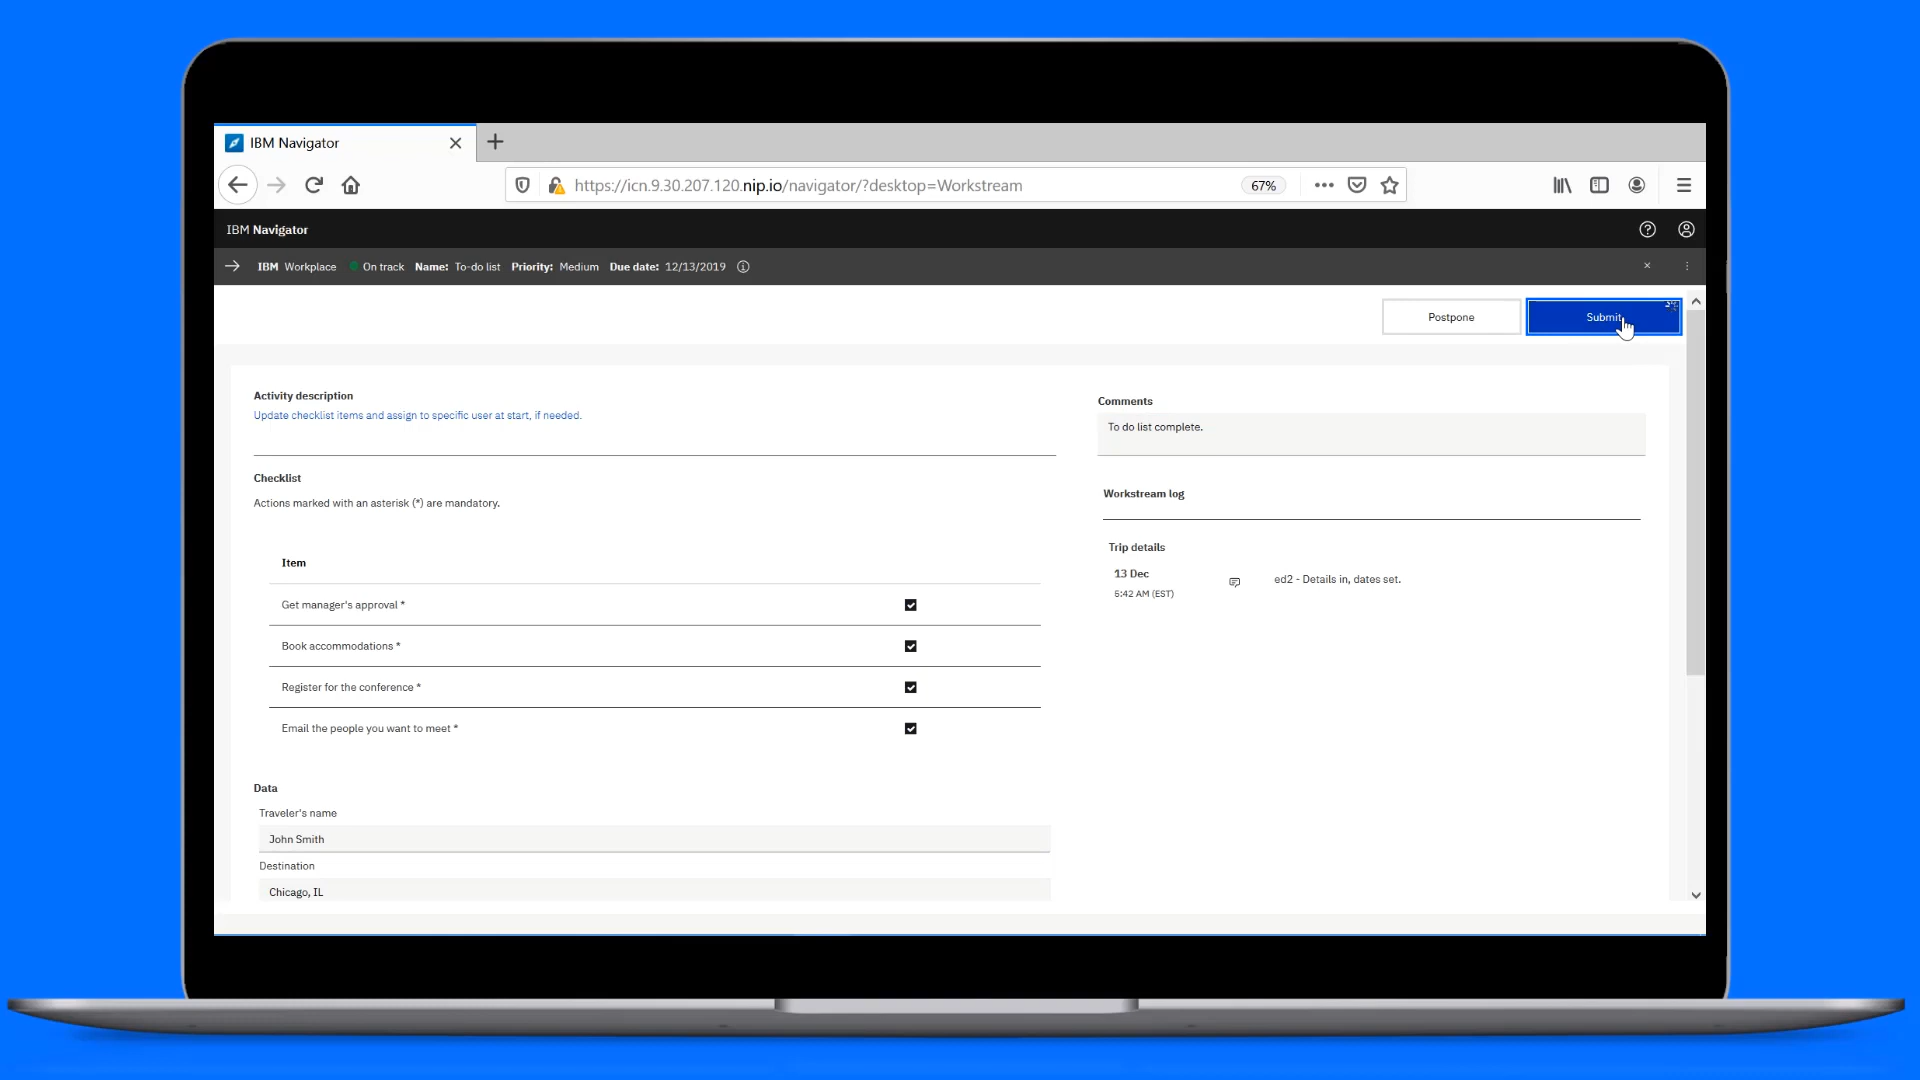 IBM Navigator
https://icn.9.30.207.120.nip.io/navigator/?desktop=Workstream
67%
IBM Navigator
IBM Workplace On track Name: To-do list Priority: Medium Due date: 12/13/2019
Postpone
Submit
Activity description
Update checklist items and assign to specific user at start, if needed.
Checklist
Actions marked with an asterisk (*) are mandatory.
Item
Get manager's approval *
Book accommodations *
Register for the conference *
Email the people you want to meet *
Data
Traveler's name
John Smith
Destination
Chicago, IL
Comments
To do list complete.
Workstream log
Trip details
13 Dec
5:42 AM (EST)
ed2 - Details in, dates set.